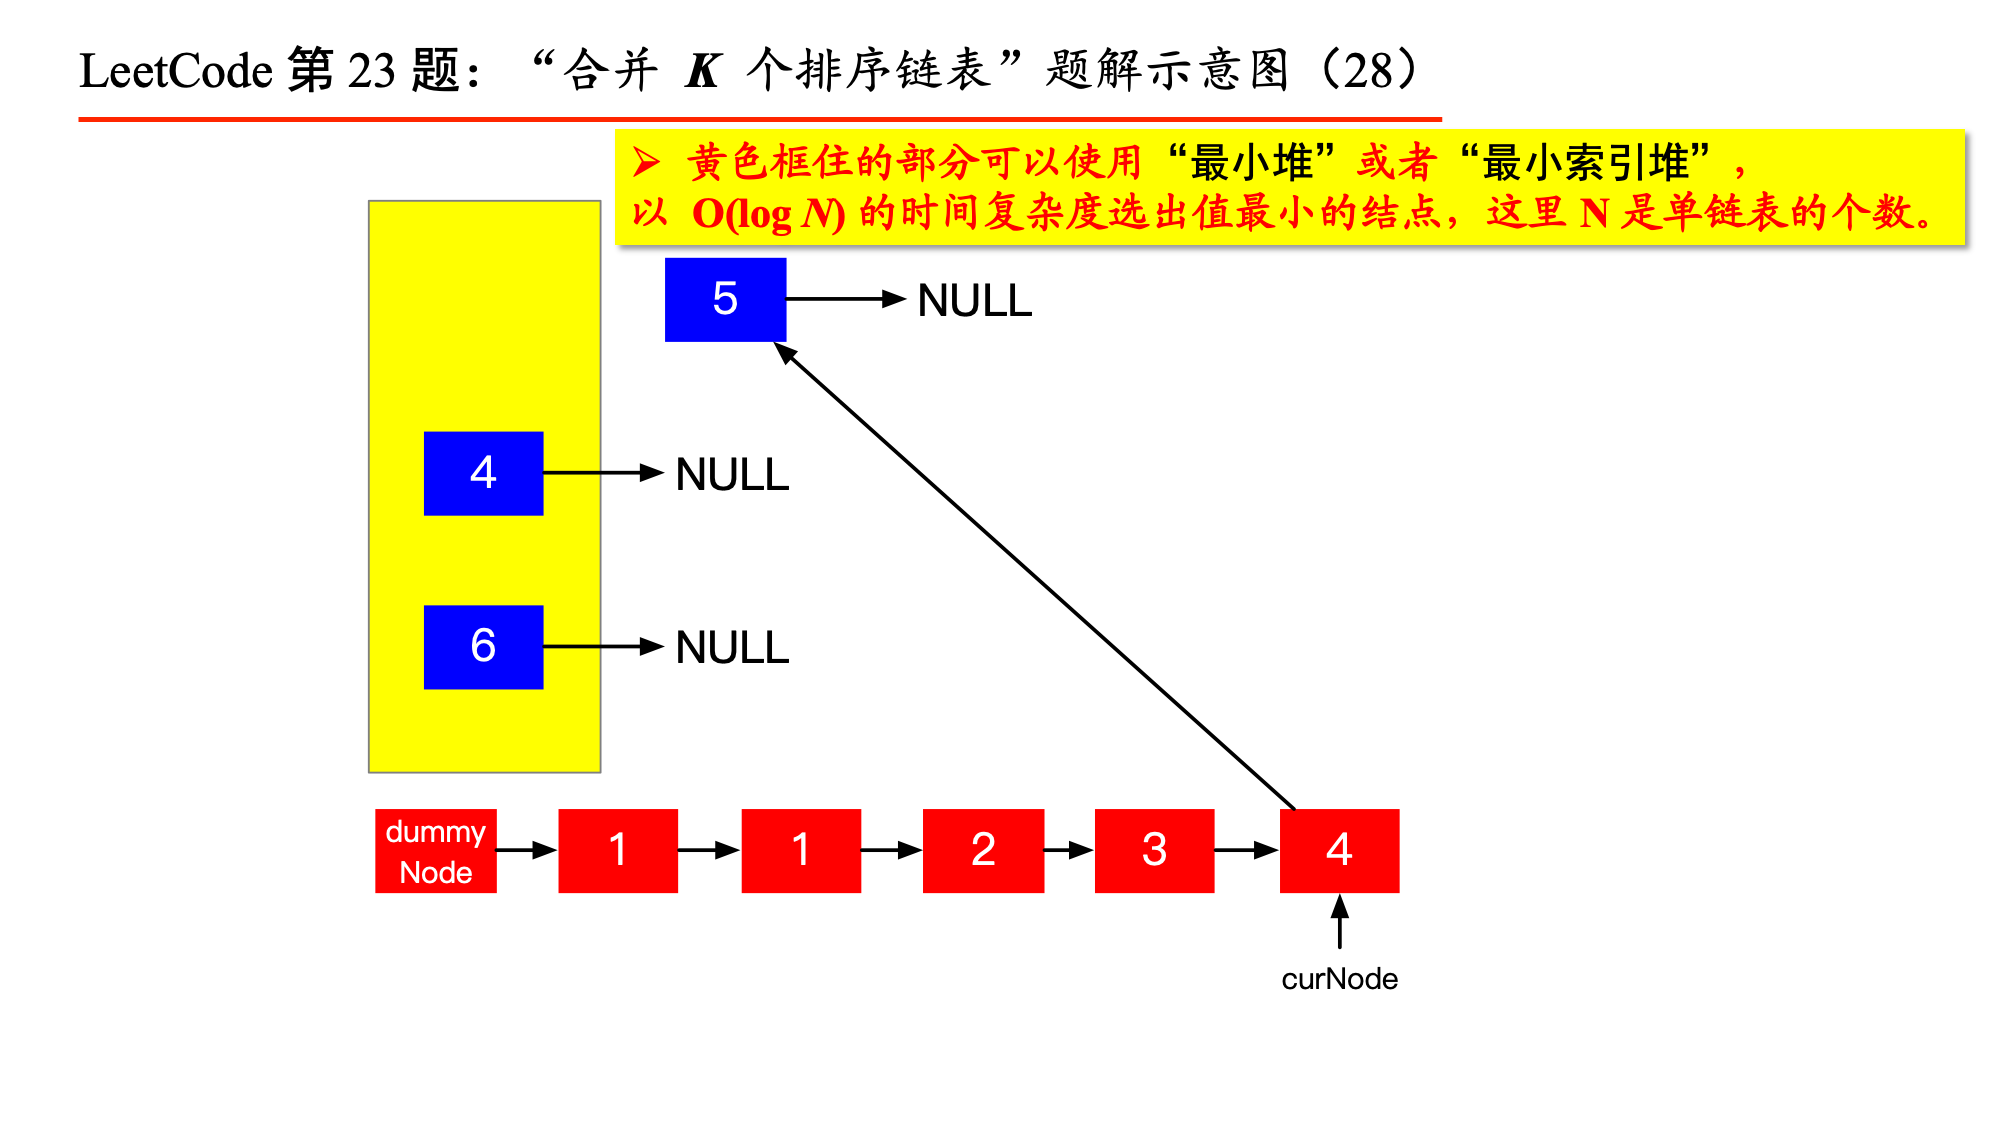 LeetCode 第 23 题：“合并 K 个排序链表”题解示意图（28）
➢ 黄色框住的部分可以使用“最小堆”或者“最小索引堆”，
以 O(log N) 的时间复杂度选出值最小的结点，这里 N 是单链表的个数。
5 NULL
4 NULL
6 NULL
dummy
Node
1 1 2 3 4
curNode